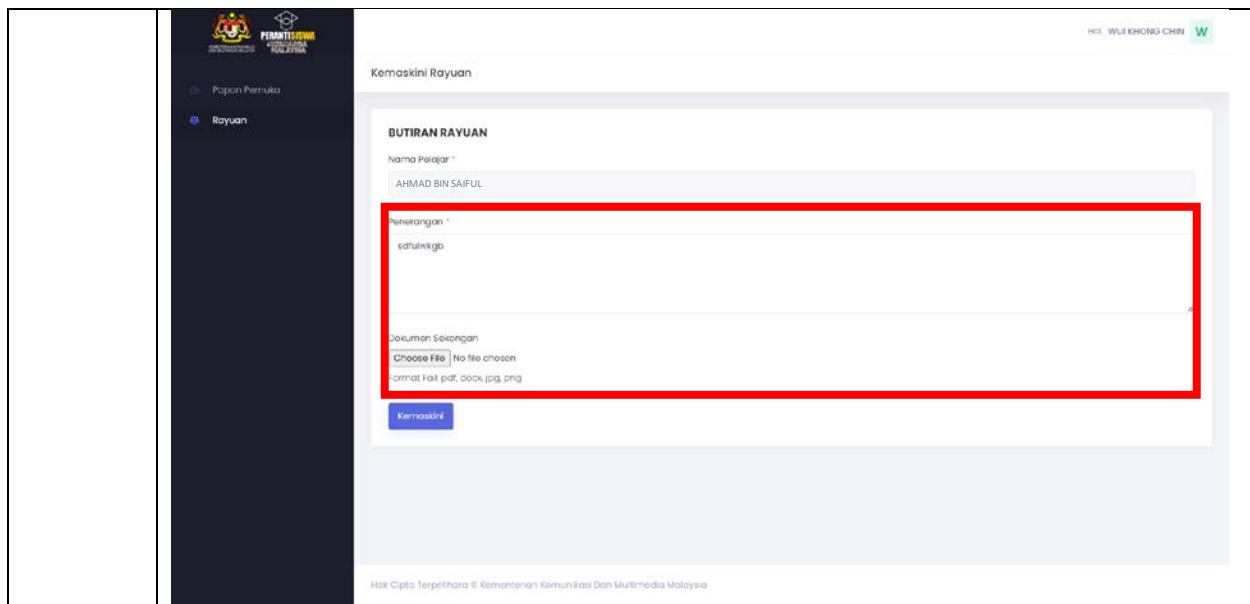 PERANTISISWA
KELUARGA
MALAYSIA
Hai, WUI KHONG CHIN W
Kemaskini Rayuan
Papan Pemuka
Rayuan
BUTIRAN RAYUAN
Nama Pelajar *
AHMAD BIN SAIFUL
Penerangan *
sdfuiwkgb
Dokumen Sokongan
Choose File No file chosen
Format Fail: pdf, docx, jpg, png
Kemaskini
Hak Cipta Terpelihara © Kementerian Komunikasi Dan Multimedia Malaysia